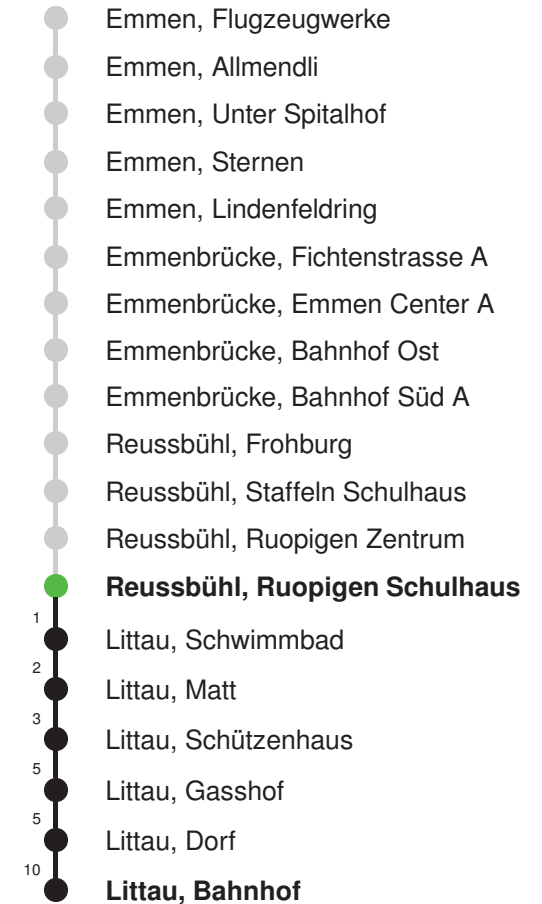 Emmen, Flugzeugwerke
Emmen, Allmendli
Emmen, Unter Spitalhof
Emmen, Sternen
Emmen, Lindenfeldring
Emmenbrücke, Fichtenstrasse A
Emmenbrücke, Emmen Center A
Emmenbrücke, Bahnhof Ost
Emmenbrücke, Bahnhof Süd A
Reussbühl, Frohburg
Reussbühl, Staffeln Schulhaus
Reussbühl, Ruopigen Zentrum
Reussbühl, Ruopigen Schulhaus
1 Littau, Schwimmbad
2 Littau, Matt
3 Littau, Schützenhaus
5 Littau, Gasshof
5 Littau, Dorf
10 Littau, Bahnhof